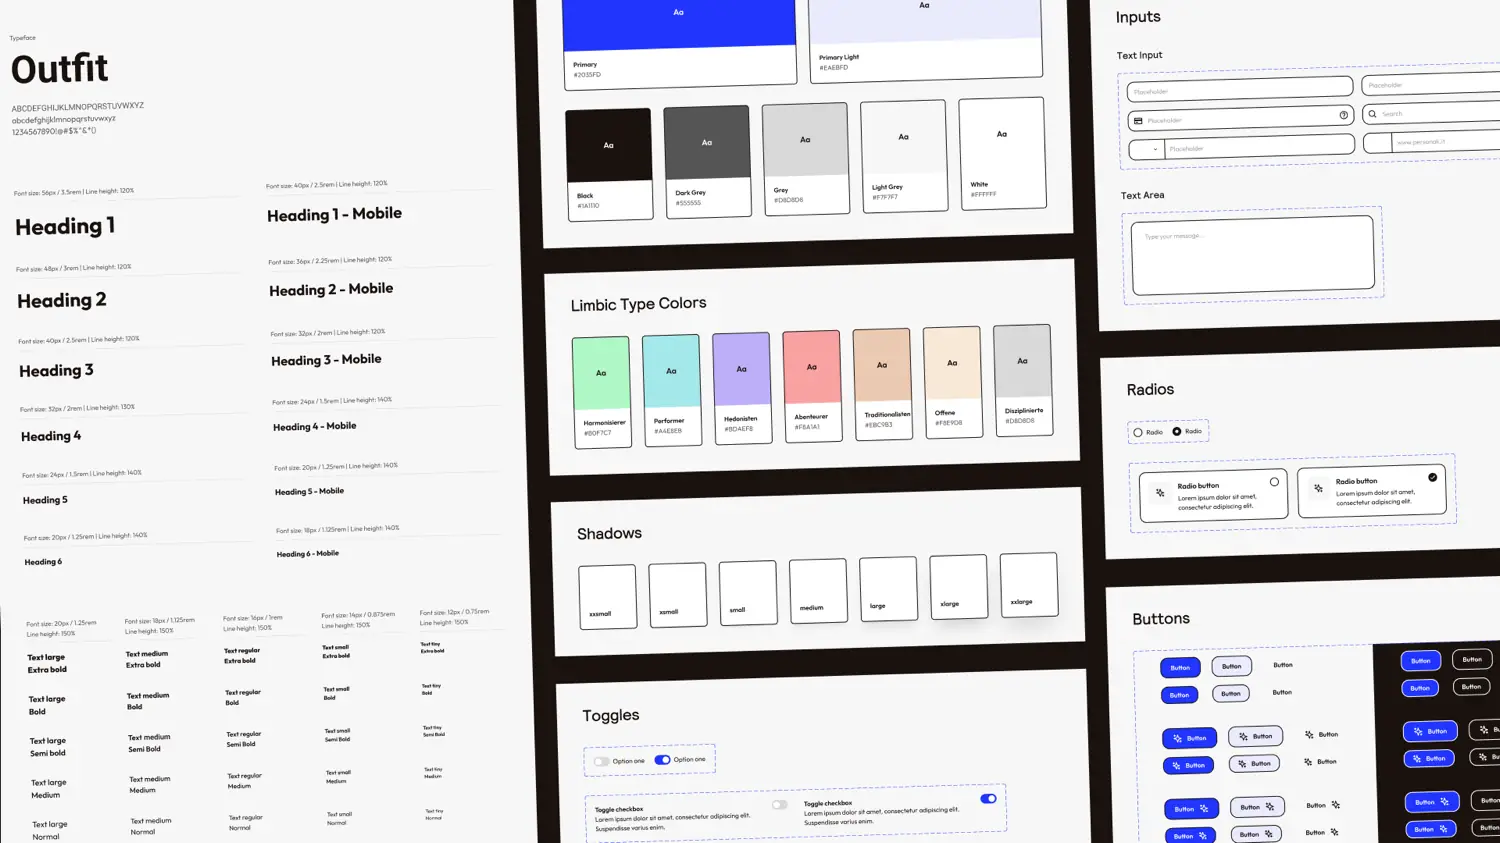 Typeface
Outfit
ABCDEFGHIJKLMNOPQRSTUVWXYZ
abcdefghijklmnopqrstuvwxyz
1234567890!@#$%^&*()
Font size: 56px / 3.5rem | Line height: 120%
Heading 1
Font size: 48px / 3rem | Line height: 120%
Heading 2
Font size: 40px / 2.5rem | Line height: 120%
Heading 3
Font size: 32px / 2rem | Line height: 130%
Heading 4
Font size: 24px / 1.5rem | Line height: 140%
Heading 5
Font size: 20px / 1.25rem | Line height: 140%
Heading 6
Font size: 40px / 2.5rem | Line height: 120%
Heading 1 - Mobile
Font size: 36px / 2.25rem | Line height: 120%
Heading 2 - Mobile
Font size: 32px / 2rem | Line height: 120%
Heading 3 - Mobile
Font size: 24px / 1.5rem | Line height: 140%
Heading 4 - Mobile
Font size: 20px / 1.25rem | Line height: 140%
Heading 5 - Mobile
Font size: 18px / 1.125rem | Line height: 140%
Heading 6 - Mobile
Font size: 20px / 1.25rem
Line height: 150%
Text large
Extra bold
Text large
Bold
Text large
Semi bold
Text large
Medium
Text large
Normal
Font size: 18px / 1.125rem
Line height: 150%
Text medium
Extra bold
Text medium
Bold
Text medium
Semi Bold
Text medium
Medium
Text medium
Normal
Font size: 16px / 1rem
Line height: 150%
Text regular
Extra bold
Text regular
Bold
Text regular
Semi Bold
Text regular
Medium
Text regular
Normal
Font size: 14px / 0.875rem
Line height: 150%
Text small
Extra bold
Text small
Bold
Text small
Semi Bold
Text small
Medium
Text small
Normal
Font size: 12px / 0.75rem
Line height: 150%
Text tiny
Extra bold
Text tiny
Bold
Text tiny
Semi Bold
Text tiny
Medium
Text tiny
Normal
Aa
Primary
#2035FD
Aa
Primary Light
#EAEBFD
Aa
Black
#1A1110
Aa
Dark Grey
#555555
Aa
Grey
#D8D8D8
Aa
Light Grey
#F7F7F7
Aa
White
#FFFFFF
Limbic Type Colors
Aa
Harmonisierer
#B0F7C7
Aa
Performer
#A4E8E8
Aa
Hedonisten
#BDAEF8
Aa
Abenteurer
#F8A1A1
Aa
Traditionalisten
#EBC9B3
Aa
Offene
#F8E9D8
Aa
Disziplinierte
#D8D8D8
Shadows
xxsmall
xsmall
small
medium
large
xlarge
xxlarge
Toggles
Option one
Option one
Toggle checkbox
Lorem ipsum dolor sit amet, consectetur adipiscing elit.
Suspendisse varius enim.
Toggle checkbox
Lorem ipsum dolor sit amet, consectetur adipiscing elit.
Suspendisse varius enim.
Inputs
Text Input
Placeholder
Placeholder
Placeholder
Search
Placeholder
Text Area
Type your message...
Radios
Radio
Radio
Radio button
Lorem ipsum dolor sit amet,
consectetur adipiscing elit.
Radio button
Lorem ipsum dolor sit amet,
consectetur adipiscing elit.
Buttons
Button Button Button Button Button
Button Button Button Button Button
Button Button Button Button
Button Button Button Button
Button Button Button Button Button
Button Button Button Button Button